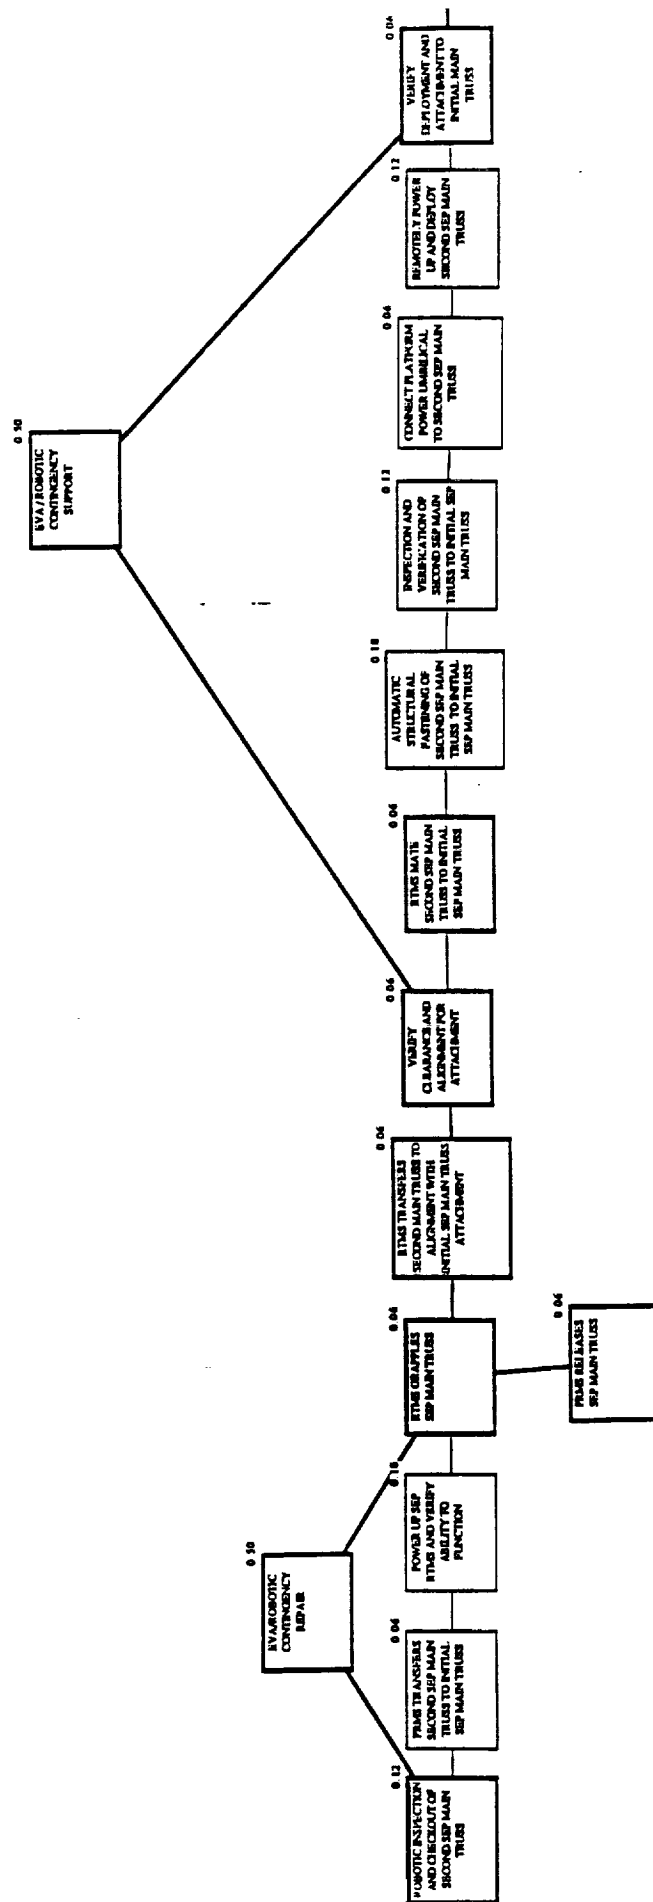 0.12
ROBOTIC INSPECTION
AND CHECKOUT OF
SECOND SEP MAIN
TRUSS
0.06
PRMS TRANSFERS
SECOND SEP MAIN
TRUSS TO INITIAL
SEP MAIN TRUSS
0.50
EVA/ROBOTIC
CONTINGENCY
REPAIR
0.18
POWER UP SEP
RTMS AND VERIFY
ABILITY TO
FUNCTION
0.06
RTMS GRAPPLES
SEP MAIN TRUSS
0.06
PRMS RELEASES
SEP MAIN TRUSS
0.06
RTMS TRANSFERS
SECOND MAIN TRUSS TO
ALIGNMENT WITH
INITIAL SEP MAIN TRUSS
ATTACHMENT
0.06
VERIFY
CLEARANCE AND
ALIGNMENT FOR
ATTACHMENT
0.06
RTMS MATE
SECOND SEP MAIN
TRUSS TO INITIAL
SEP MAIN TRUSS
0.18
AUTOMATIC
STRUCTURAL
FASTENING OF
SECOND SEP MAIN
TRUSS TO INITIAL
SEP MAIN TRUSS
0.50
EVA / ROBOTIC
CONTINGENCY
SUPPORT
0.12
INSPECTION AND
VERIFICATION OF
SECOND SEP MAIN
TRUSS TO INITIAL SEP
MAIN TRUSS
0.06
CONNECT PLATFORM
POWER UMBILICAL
TO SECOND SEP MAIN
TRUSS
0.12
REMOTELY POWER
UP AND DEPLOY
SECOND SEP MAIN
TRUSS
0.06
VERIFY
DEPLOYMENT AND
ATTACHMENT TO
INITIAL MAIN
TRUSS